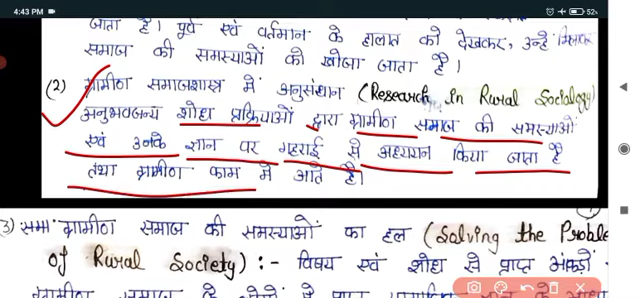 4:43 PM
52%
जाता है। पूर्व एवं वर्तमान के हालात को देखकर, उन्हें मिलाकर
समाज की समस्याओं को खोजा जाता है।
(2) ग्रामीण समाजशास्त्र में अनुसंधान (Research In Rural Sociology)
अनुभवजन्य शोध प्रक्रियाओं द्वारा ग्रामीण समाज की समस्याओं
एवं उनके ज्ञान पर गहराई से अध्ययन किया जाता है
तथा ग्रामीण काम में आते है।
3) समा ग्रामीण समाज की समस्याओं का हल (Solving the Proble
of Rural Society) :- विषय एवं शोध से प्राप्त अंकड़ों